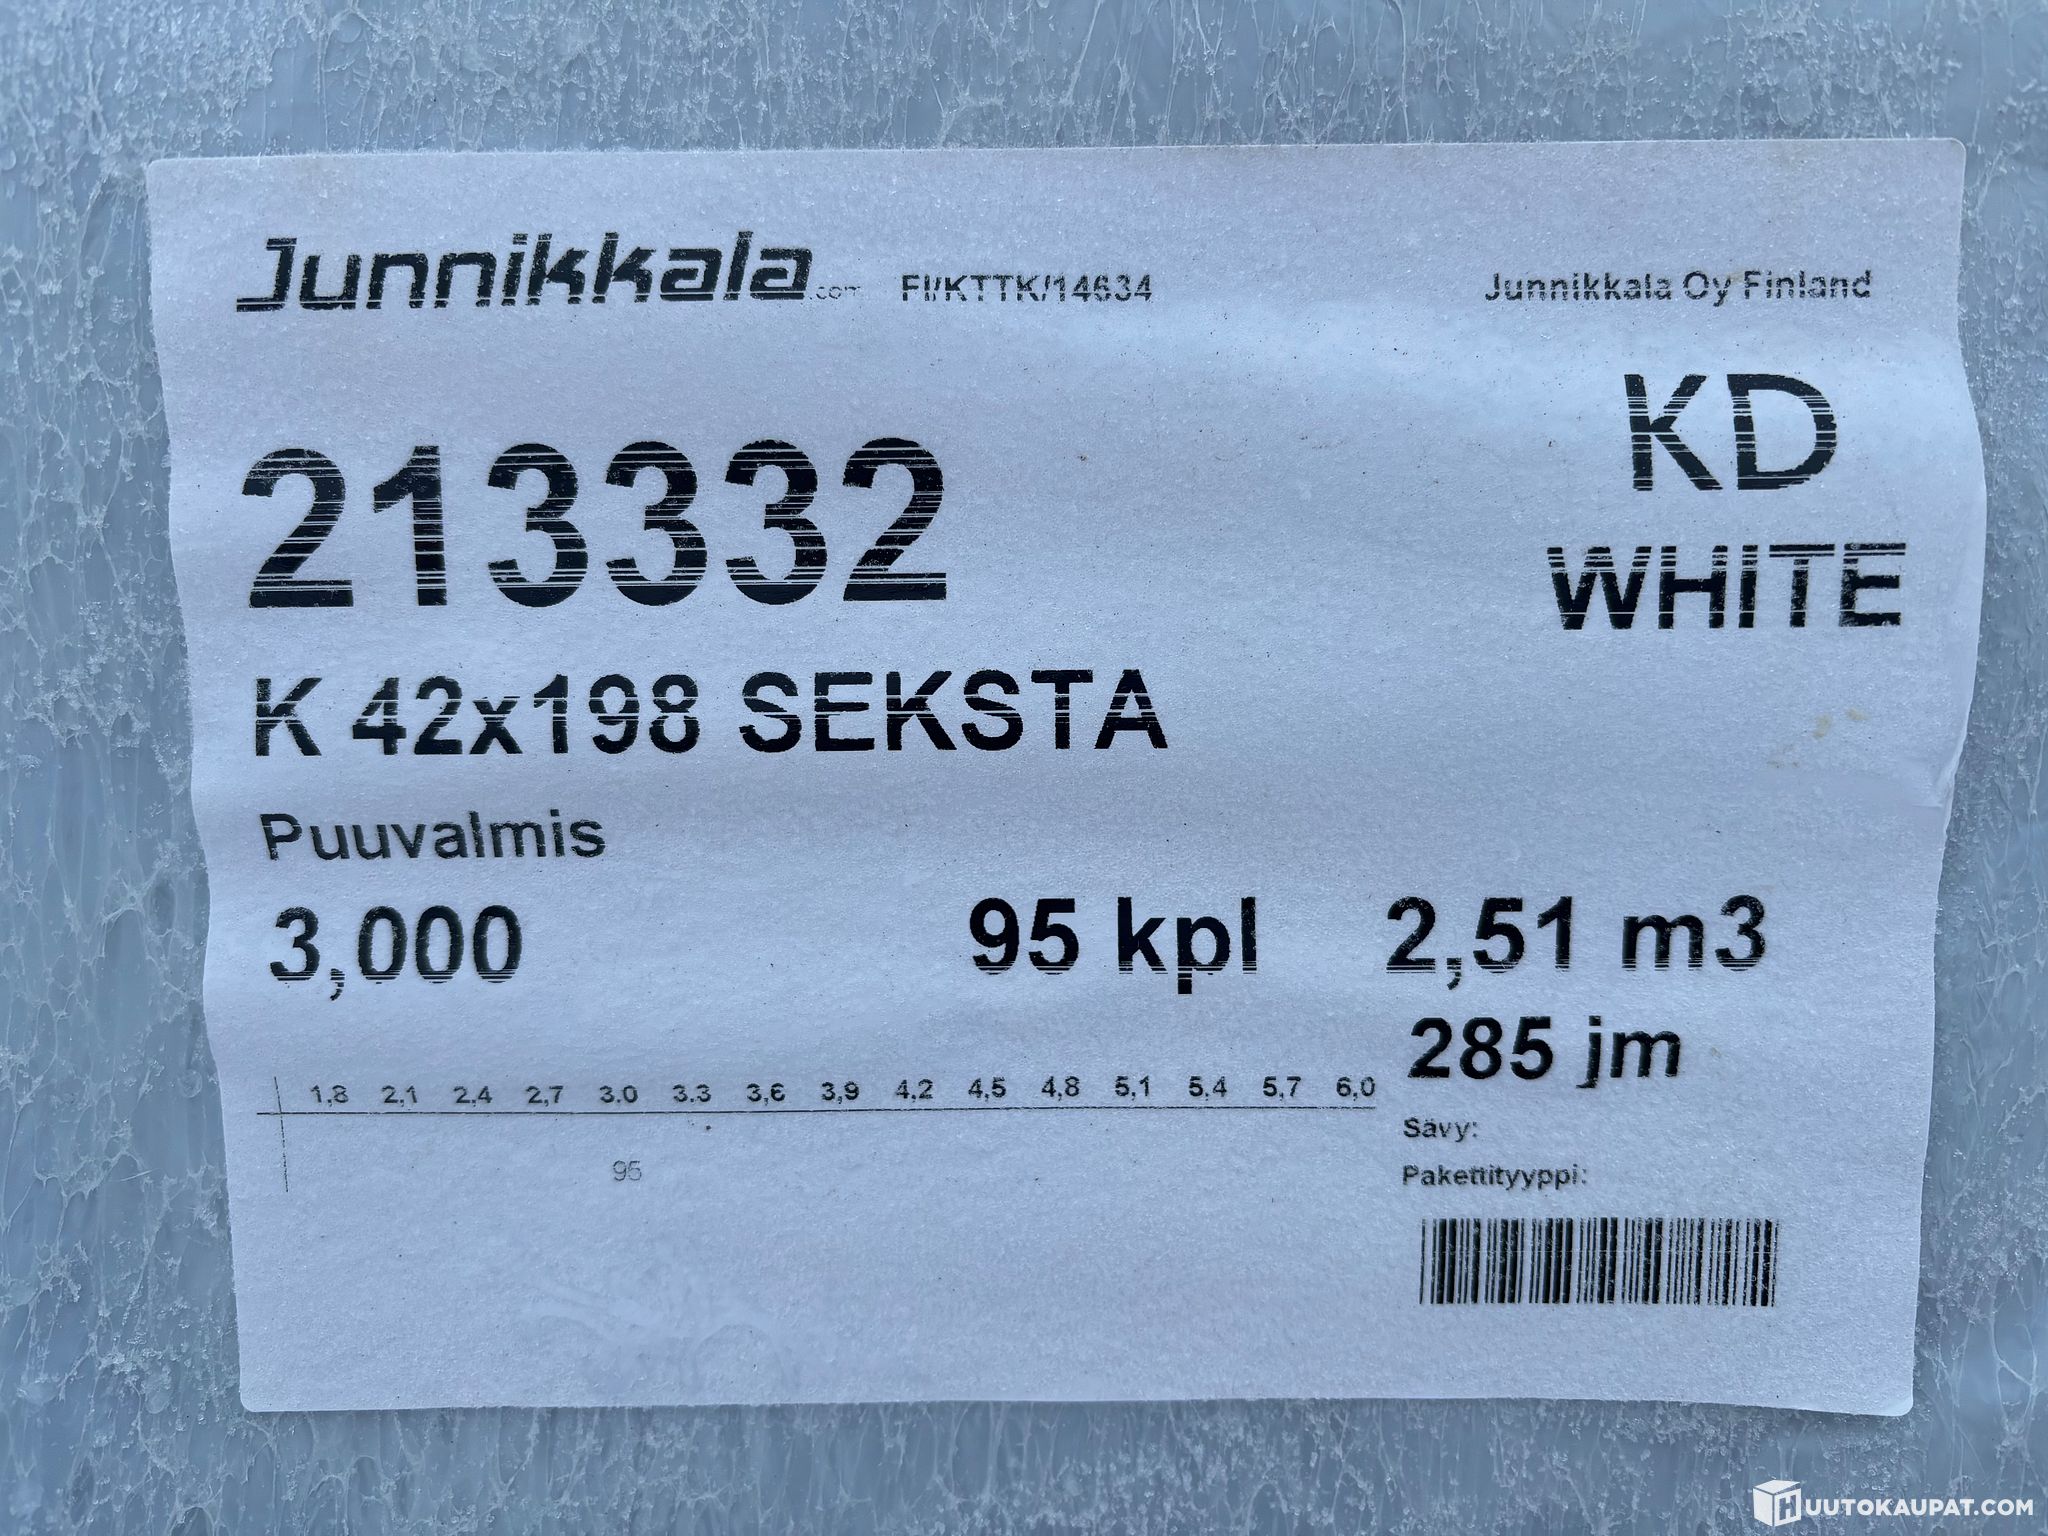 Junnikkala.com FI/KTTK/14634 Junnikkala Oy Finland
KD
213332
WHITE
K 42x198 SEKSTA
Puuvalmis
3,000 95 kpl 2,51 m3
285 jm
1,8 2,1 2,4 2,7 3,0 3,3 3,6 3,9 4,2 4,5 4,8 5,1 5,4 5,7 6,0
Sävy:
95
Pakettityyppi:
HUUTOKAUPAT.COM